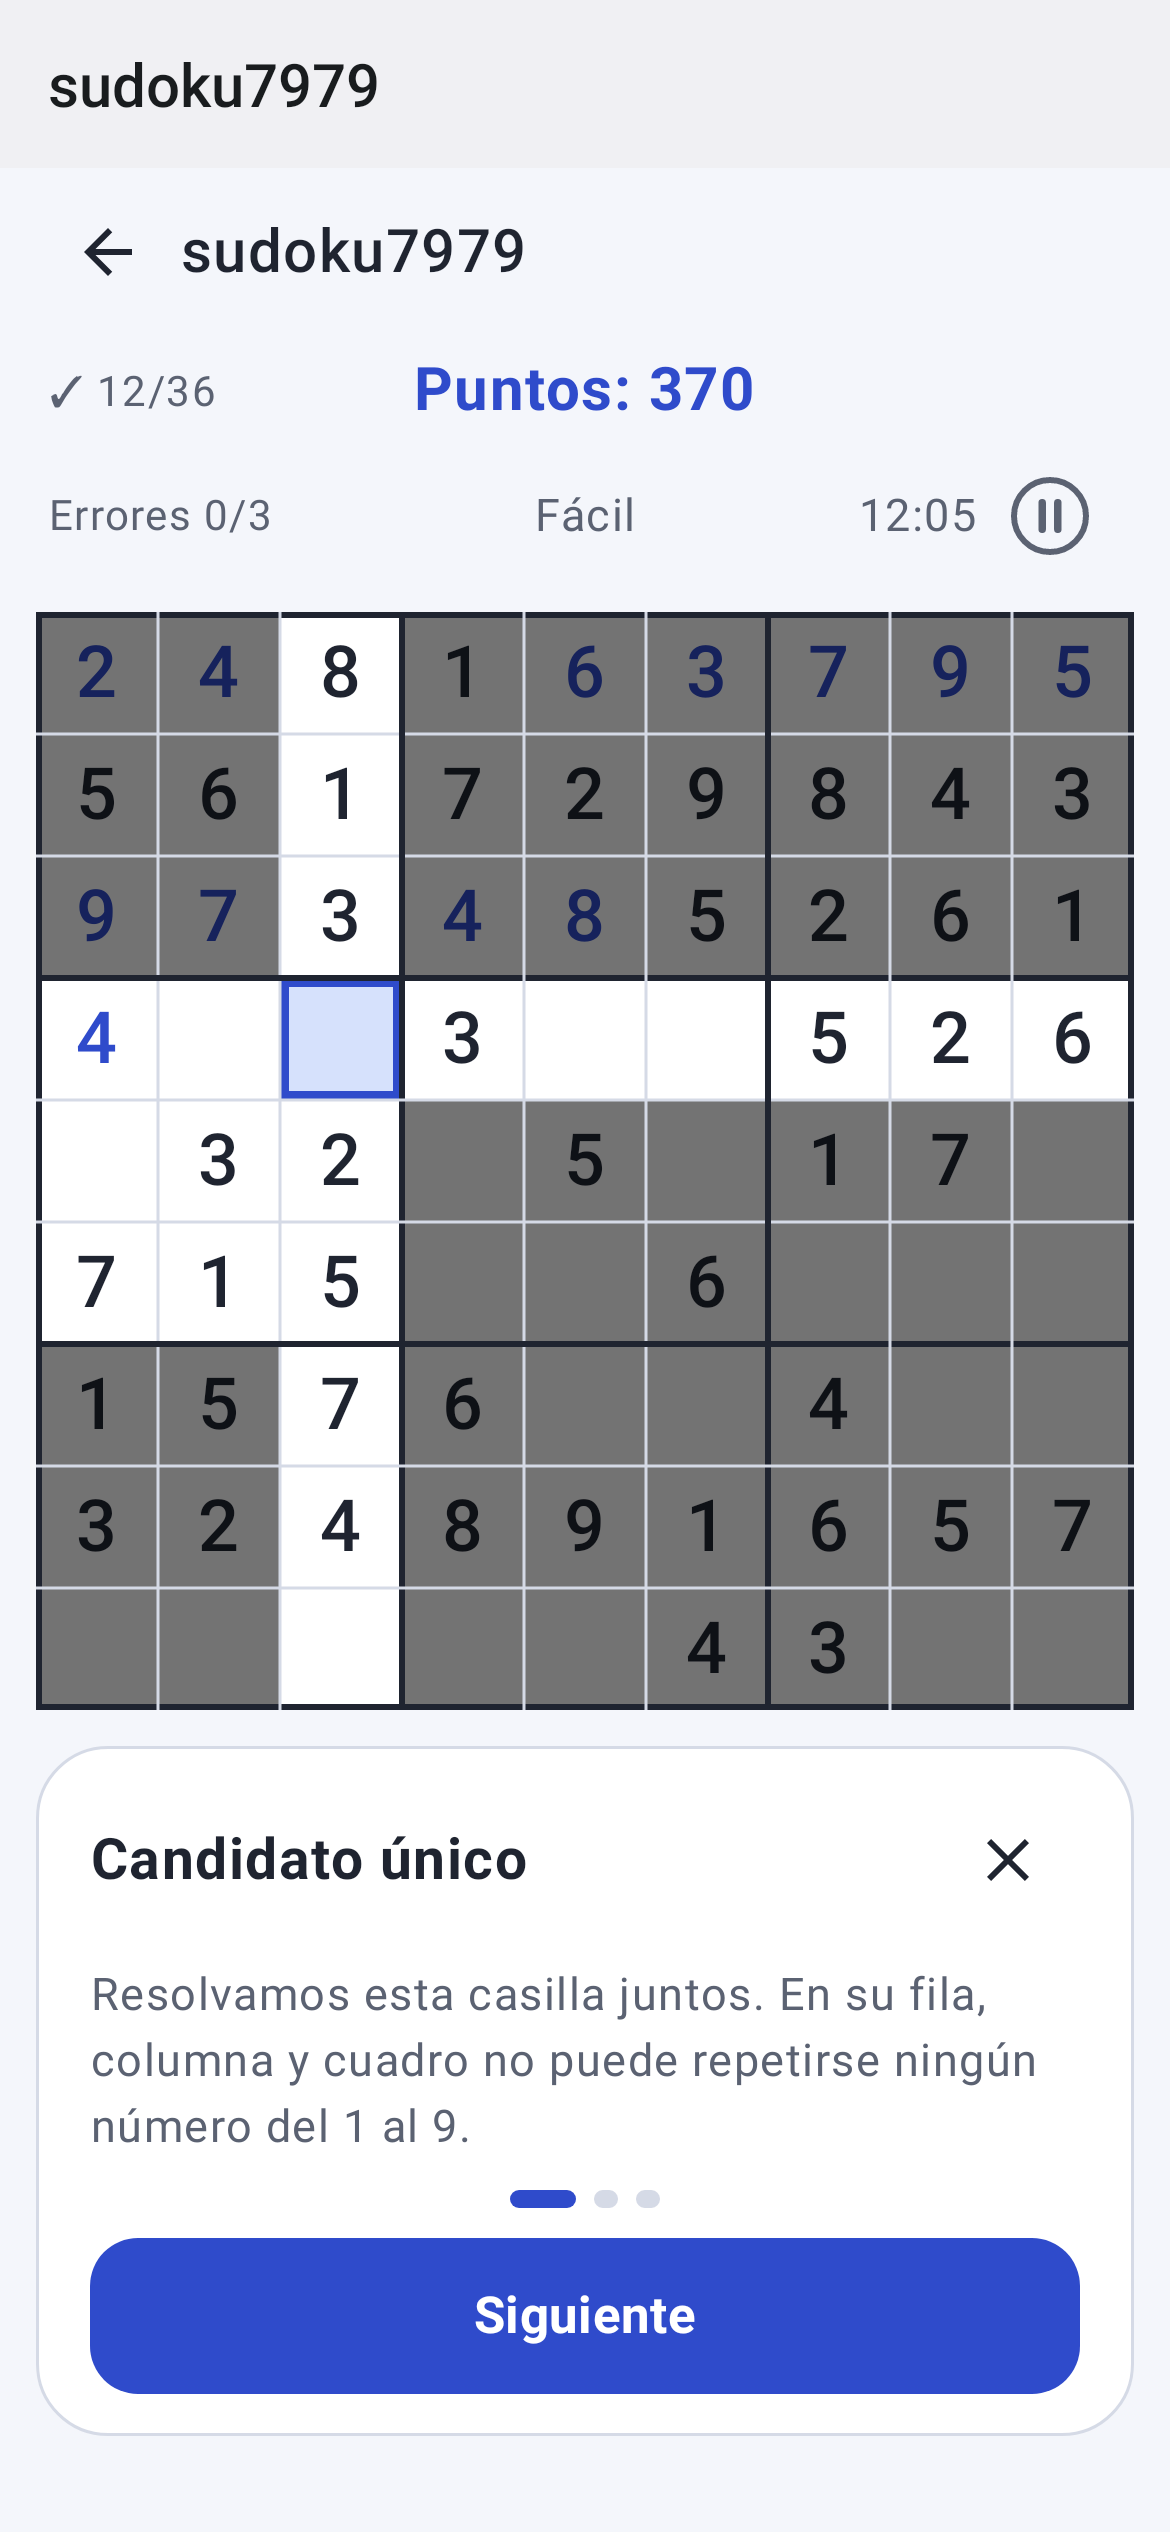 sudoku7979
sudoku7979
✓ 12/36
Puntos: 370
Errores 0/3
Fácil
12:05
2 4 8 1 6 3 7 9 5
5 6 1 7 2 9 8 4 3
9 7 3 4 8 5 2 6 1
4 3 5 2 6
3 2 5 1 7
7 1 5 6
1 5 7 6 4
3 2 4 8 9 1 6 5 7
4 3
Candidato único
Resolvamos esta casilla juntos. En su fila,
columna y cuadro no puede repetirse ningún
número del 1 al 9.
Siguiente